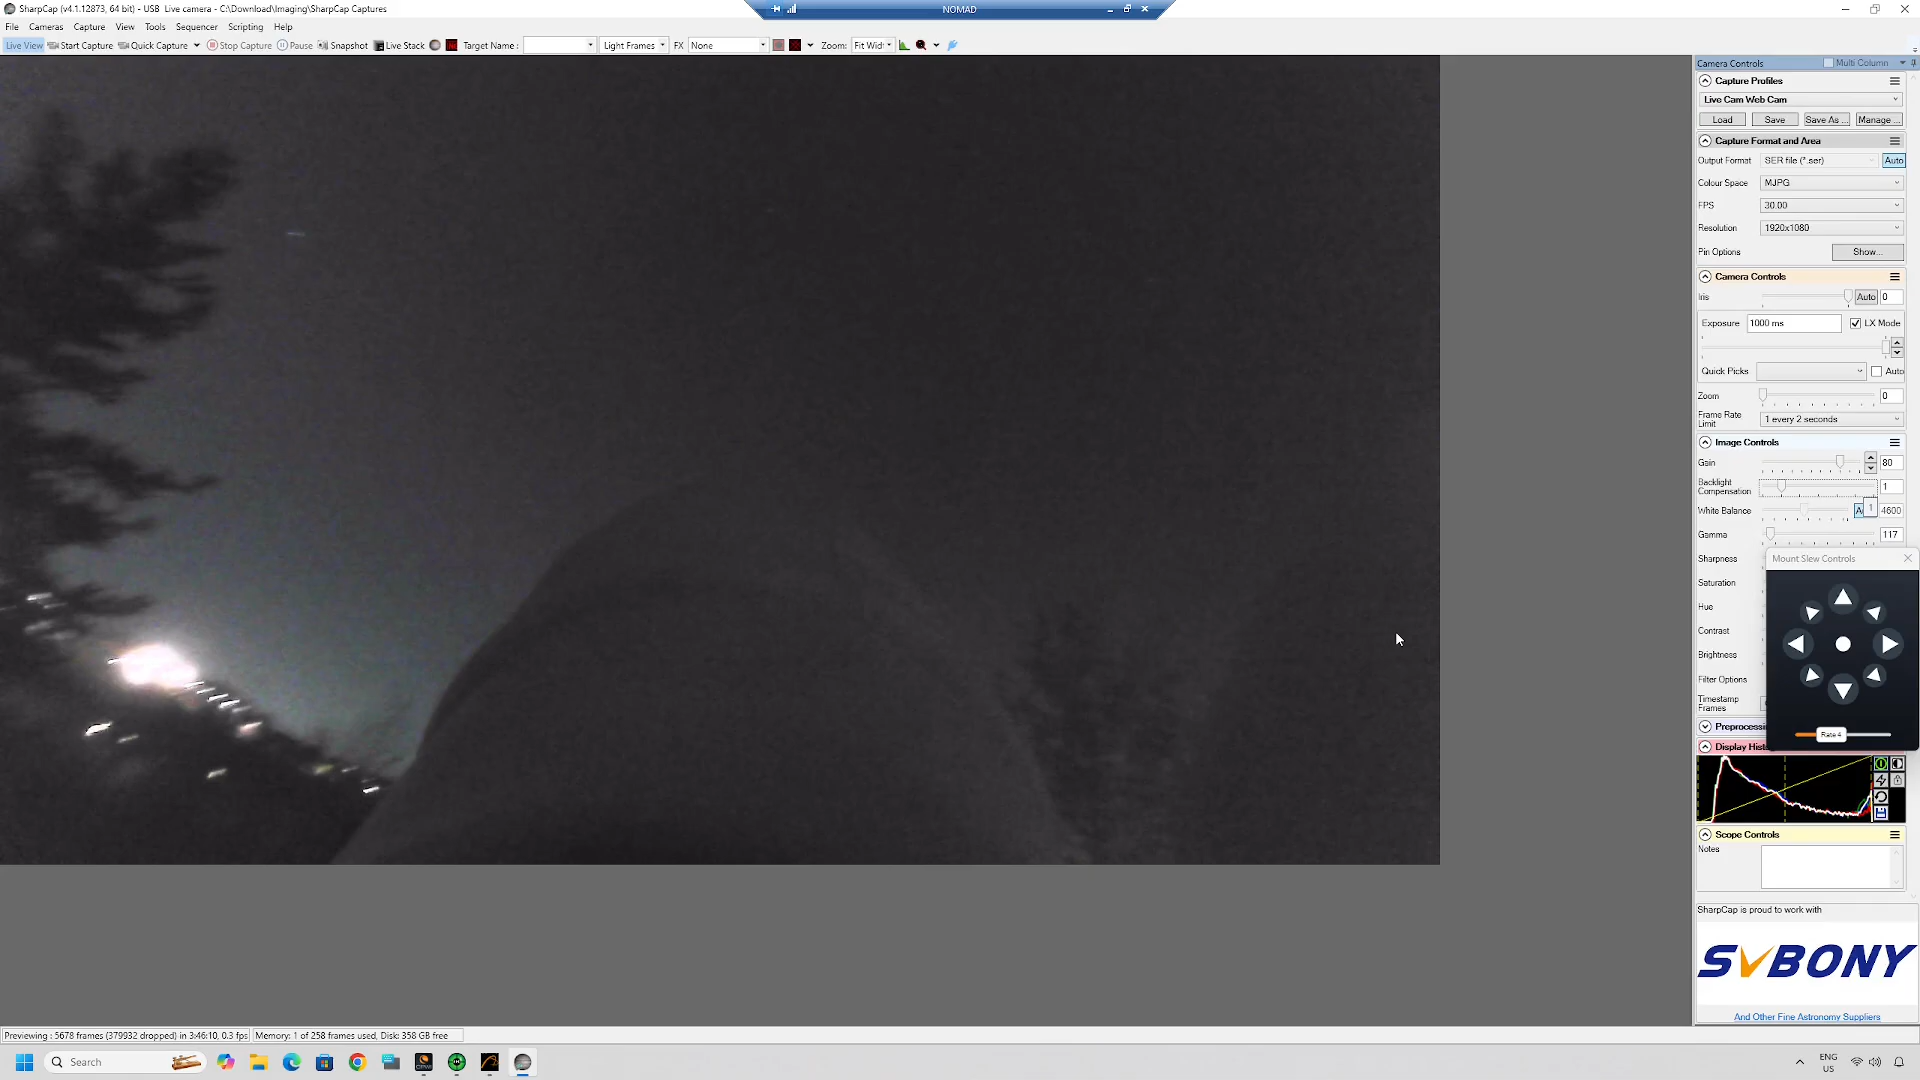 SharpCap (v4.1.12873, 64 bit) - USB Live camera - C:\Download\Imaging\SharpCap Captures
NOMAD
File Cameras Capture View Tools Sequencer Scripting Help
Live View Start Capture Quick Capture Stop Capture Pause Snapshot Live Stack Target Name : Light Frames FX None Zoom: Fit Widt
Camera Controls Multi Column
Capture Profiles
Live Cam Web Cam
Load Save Save As ... Manage ...
Capture Format and Area
Output Format SER file (*.ser) Auto
Colour Space MJPG
FPS 30.00
Resolution 1920x1080
Pin Options Show...
Camera Controls
Iris Auto 0
Exposure 1000 ms LX Mode
Quick Picks Auto
Zoom 0
Frame Rate Limit 1 every 2 seconds
Image Controls
Gain 80
Backlight Compensation 1
White Balance A 1 4600
Gamma 117
Sharpness
Mount Slew Controls
Saturation
Hue
Contrast
Brightness
Filter Options
Timestamp Frames
Preprocessi
Rate 4
Display Hist
Scope Controls
Notes
SharpCap is proud to work with
SVBONY
And Other Fine Astronomy Suppliers
Previewing : 5678 frames (379932 dropped) in 3:46:10, 0.3 fps Memory: 1 of 258 frames used, Disk: 358 GB free
Search
ENG
US